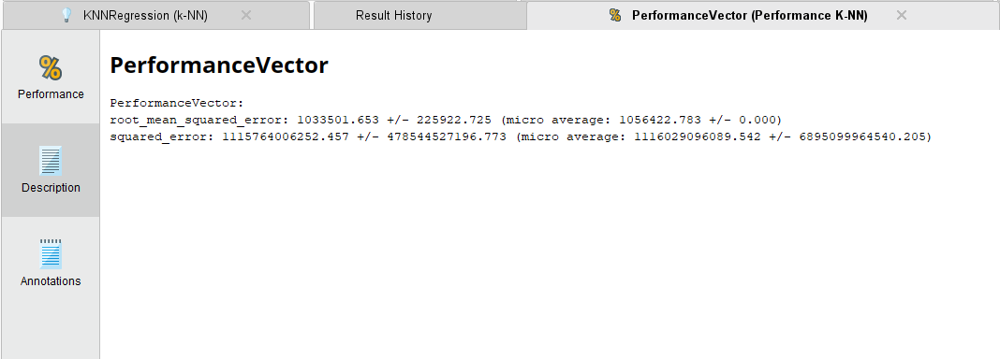 KNNRegression (k-NN)
Result History
PerformanceVector (Performance K-NN)
%
Performance
Description
Annotations
PerformanceVector
PerformanceVector:
root_mean_squared_error: 1033501.653 +/- 225922.725 (micro average: 1056422.783 +/- 0.000)
squared_error: 1115764006252.457 +/- 478544527196.773 (micro average: 1116029096089.542 +/- 6895099964540.205)